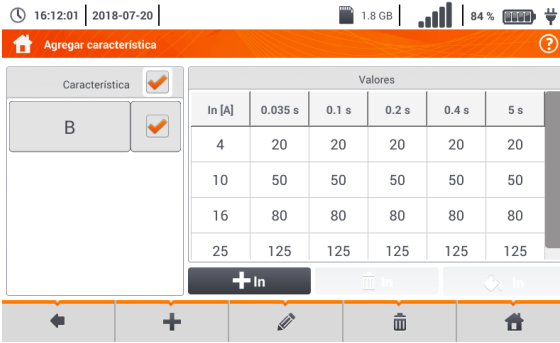 16:12:01 2018-07-20 1.8 GB 84 %
Agregar característica ?
Característica
Valores
B
In [A] 0.035 s 0.1 s 0.2 s 0.4 s 5 s
4 20 20 20 20 20
10 50 50 50 50 50
16 80 80 80 80 80
25 125 125 125 125 125
+ In In In